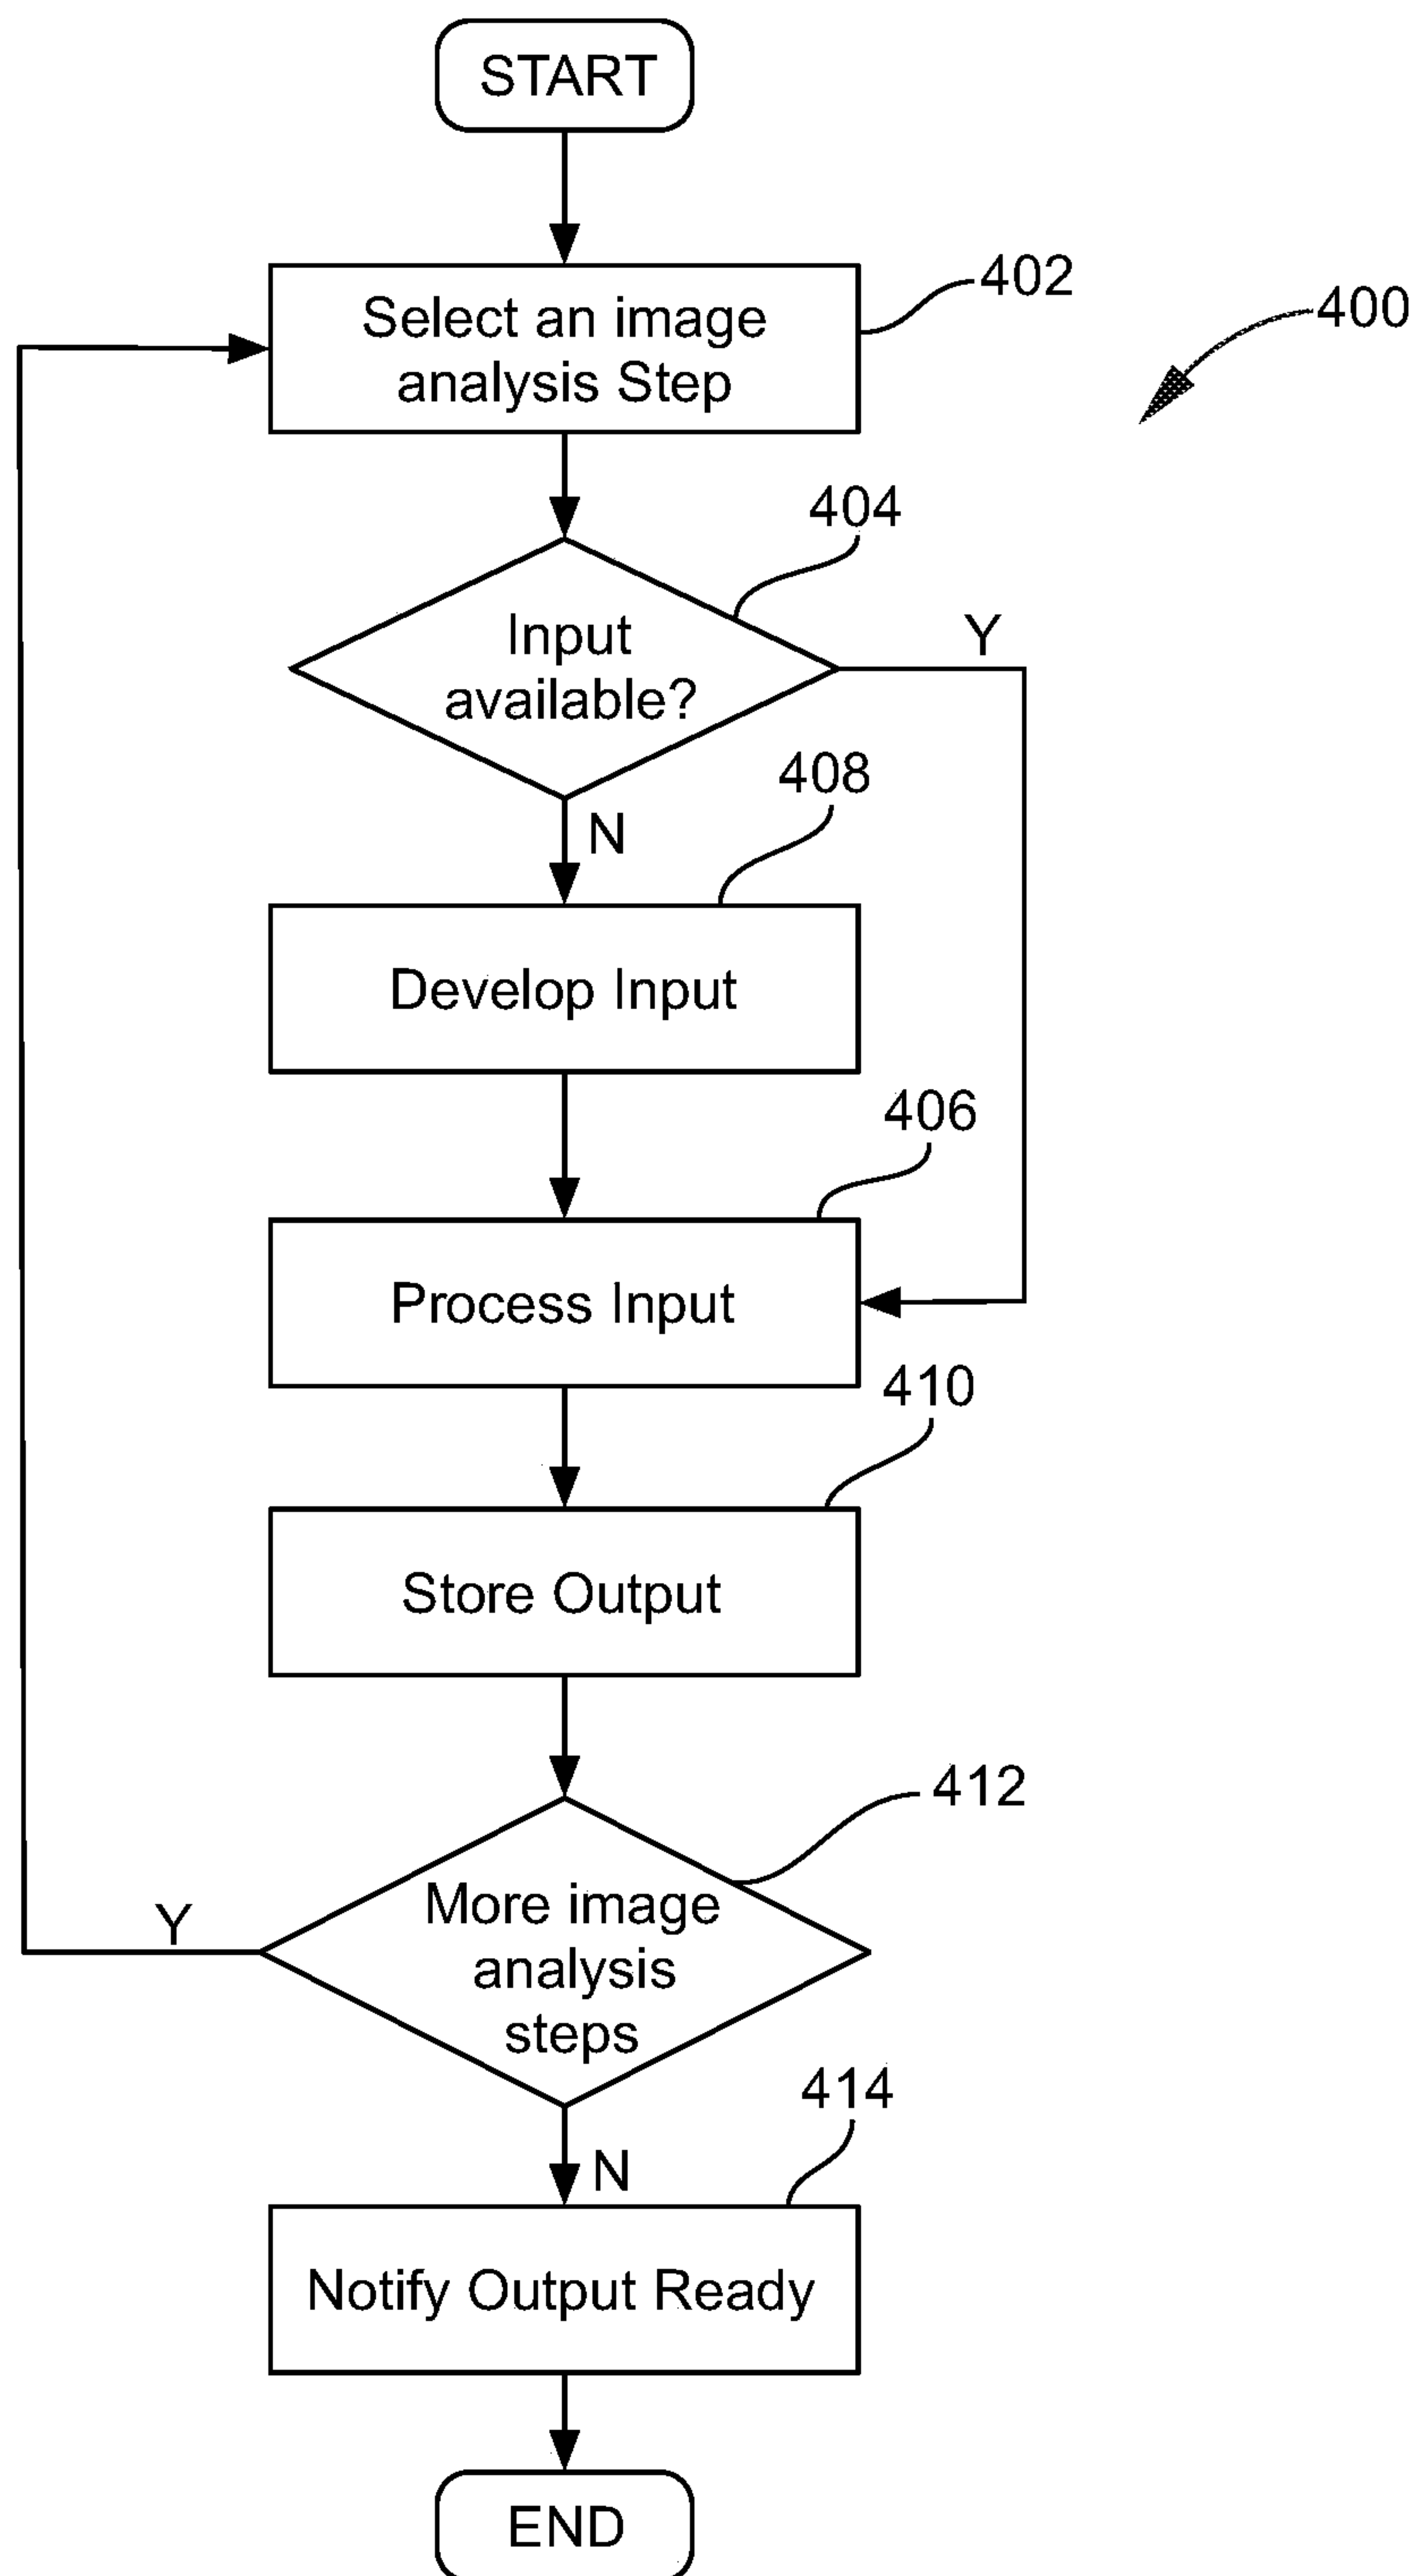 START
402
400
Select an image
analysis Step
404
Input
available?
Y
408
N
Develop Input
406
Process Input
410
Store Output
412
More image
analysis
steps
Y
414
N
Notify Output Ready
END